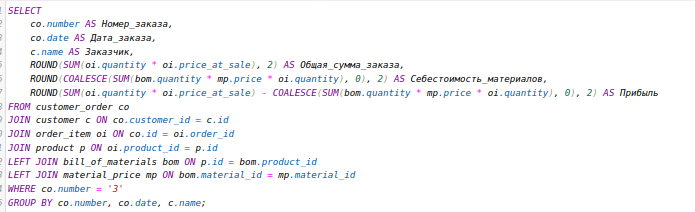 SELECT
co.number AS Номер_заказа,
co.date AS Дата_заказа,
c.name AS Заказчик,
ROUND(SUM(oi.quantity * oi.price_at_sale), 2) AS Общая_сумма_заказа,
ROUND(COALESCE(SUM(bom.quantity * mp.price * oi.quantity), 0), 2) AS Себестоимость_материалов,
ROUND(SUM(oi.quantity * oi.price_at_sale) - COALESCE(SUM(bom.quantity * mp.price * oi.quantity), 0), 2) AS Прибыль
FROM customer_order co
JOIN customer c ON co.customer_id = c.id
JOIN order_item oi ON co.id = oi.order_id
JOIN product p ON oi.product_id = p.id
LEFT JOIN bill_of_materials bom ON p.id = bom.product_id
LEFT JOIN material_price mp ON bom.material_id = mp.material_id
WHERE co.number = '3'
GROUP BY co.number, co.date, c.name;